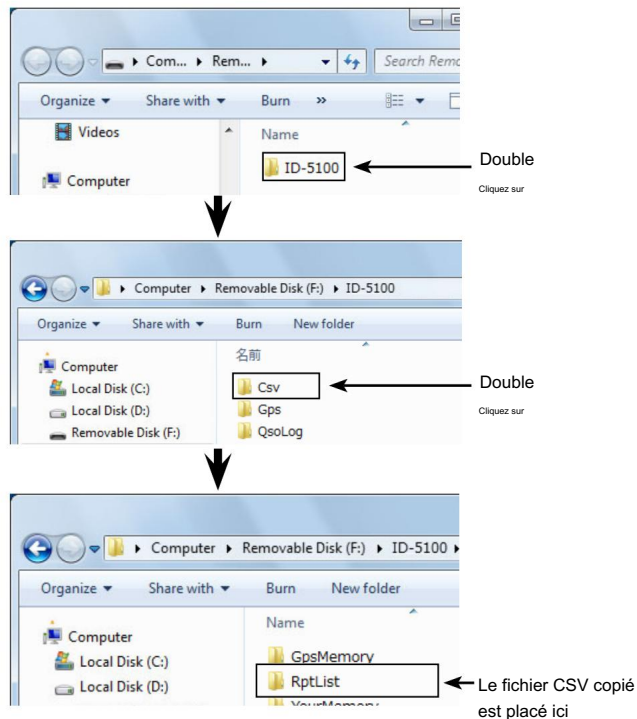 Com... ▸ Rem... ▸ Search Remo
Organize ▾ Share with ▾ Burn »
Videos
Computer
Name
ID-5100
Double
Cliquez sur
▸ Computer ▸ Removable Disk (F:) ▸ ID-5100
Organize ▾ Share with ▾ Burn New folder
Computer
Local Disk (C:)
Local Disk (D:)
Removable Disk (F:)
名前
Csv
Gps
QsoLog
Double
Cliquez sur
▸ Computer ▸ Removable Disk (F:) ▸ ID-5100 ▸
Organize ▾ Share with ▾ Burn New folder
Computer
Local Disk (C:)
Local Disk (D:)
Name
GpsMemory
RptList
YourMemory
Le fichier CSV copié
est placé ici